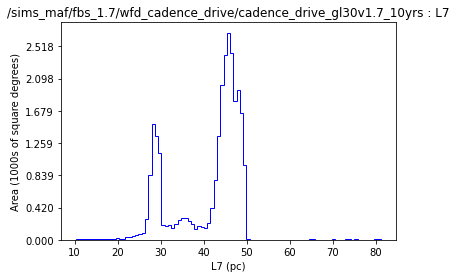 /sims_maf/fbs_1.7/wfd_cadence_drive/cadence_drive_gl30v1.7_10yrs : L7
2.518
2.098
1.679
1.259
0.839
0.420
0.000
Area (1000s of square degrees)
10 20 30 40 50 60 70 80
L7 (pc)